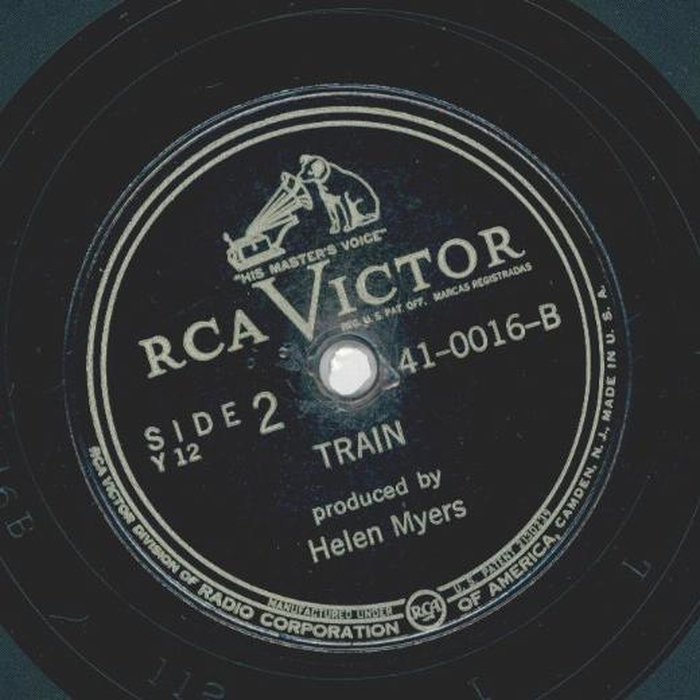 "HIS MASTER'S VOICE"
RCA VICTOR
REG. U. S. PAT. OFF. MARCAS REGISTRADAS
41-0016-B
SIDE 2
Y 12
TRAIN
produced by
Helen Myers
RCA VICTOR DIVISION OF RADIO CORPORATION OF AMERICA, CAMDEN, N. J., MADE IN U. S. A.
MANUFACTURED UNDER
RCA
U. S. PATENT